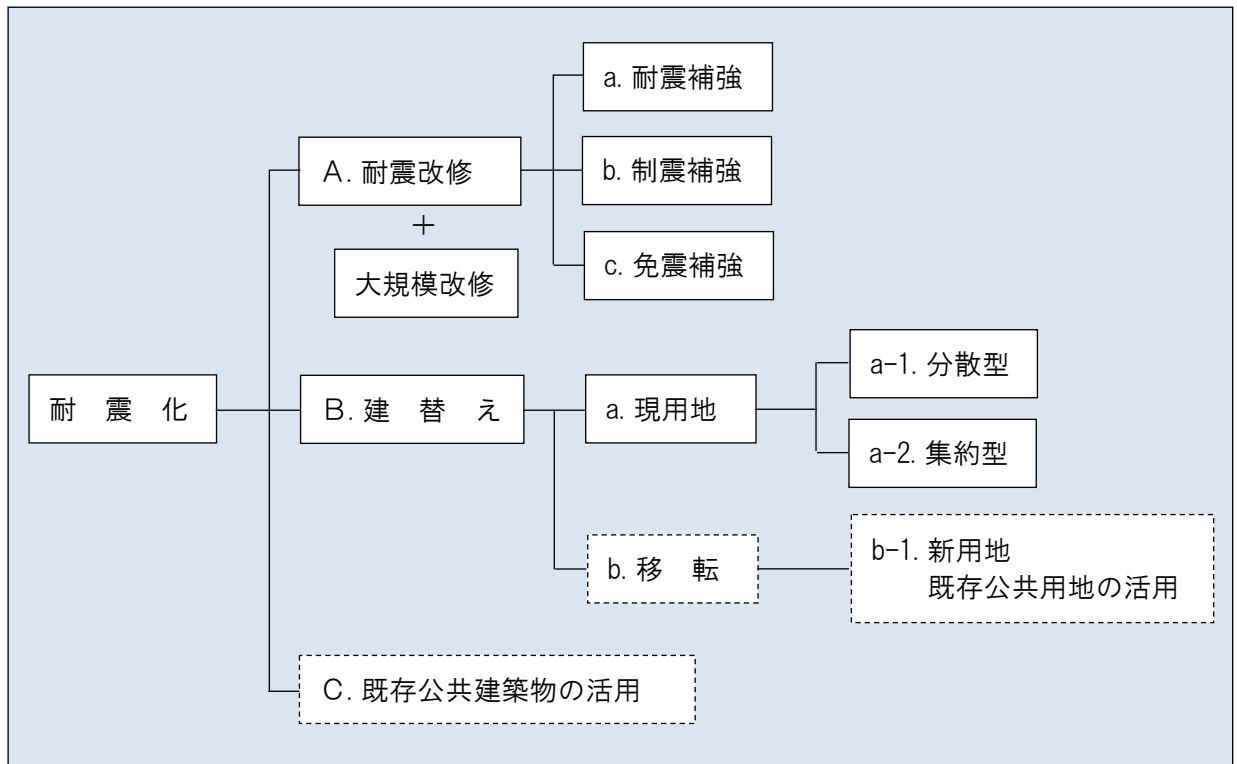 a. 耐震補強
A. 耐震改修
b. 制震補強
＋
c. 免震補強
大規模改修
a-1. 分散型
耐　震　化
B. 建　替　え
a. 現用地
a-2. 集約型
b. 移　転
b-1. 新用地
既存公共用地の活用
C. 既存公共建築物の活用